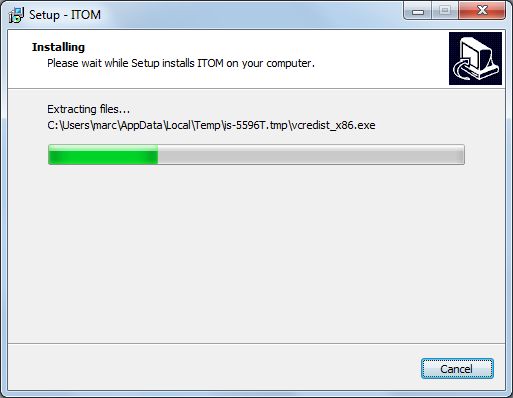 Setup - ITOM
Installing
Please wait while Setup installs ITOM on your computer.
Extracting files...
C:\Users\marc\AppData\Local\Temp\is-5596T.tmp\vcredist_x86.exe
Cancel